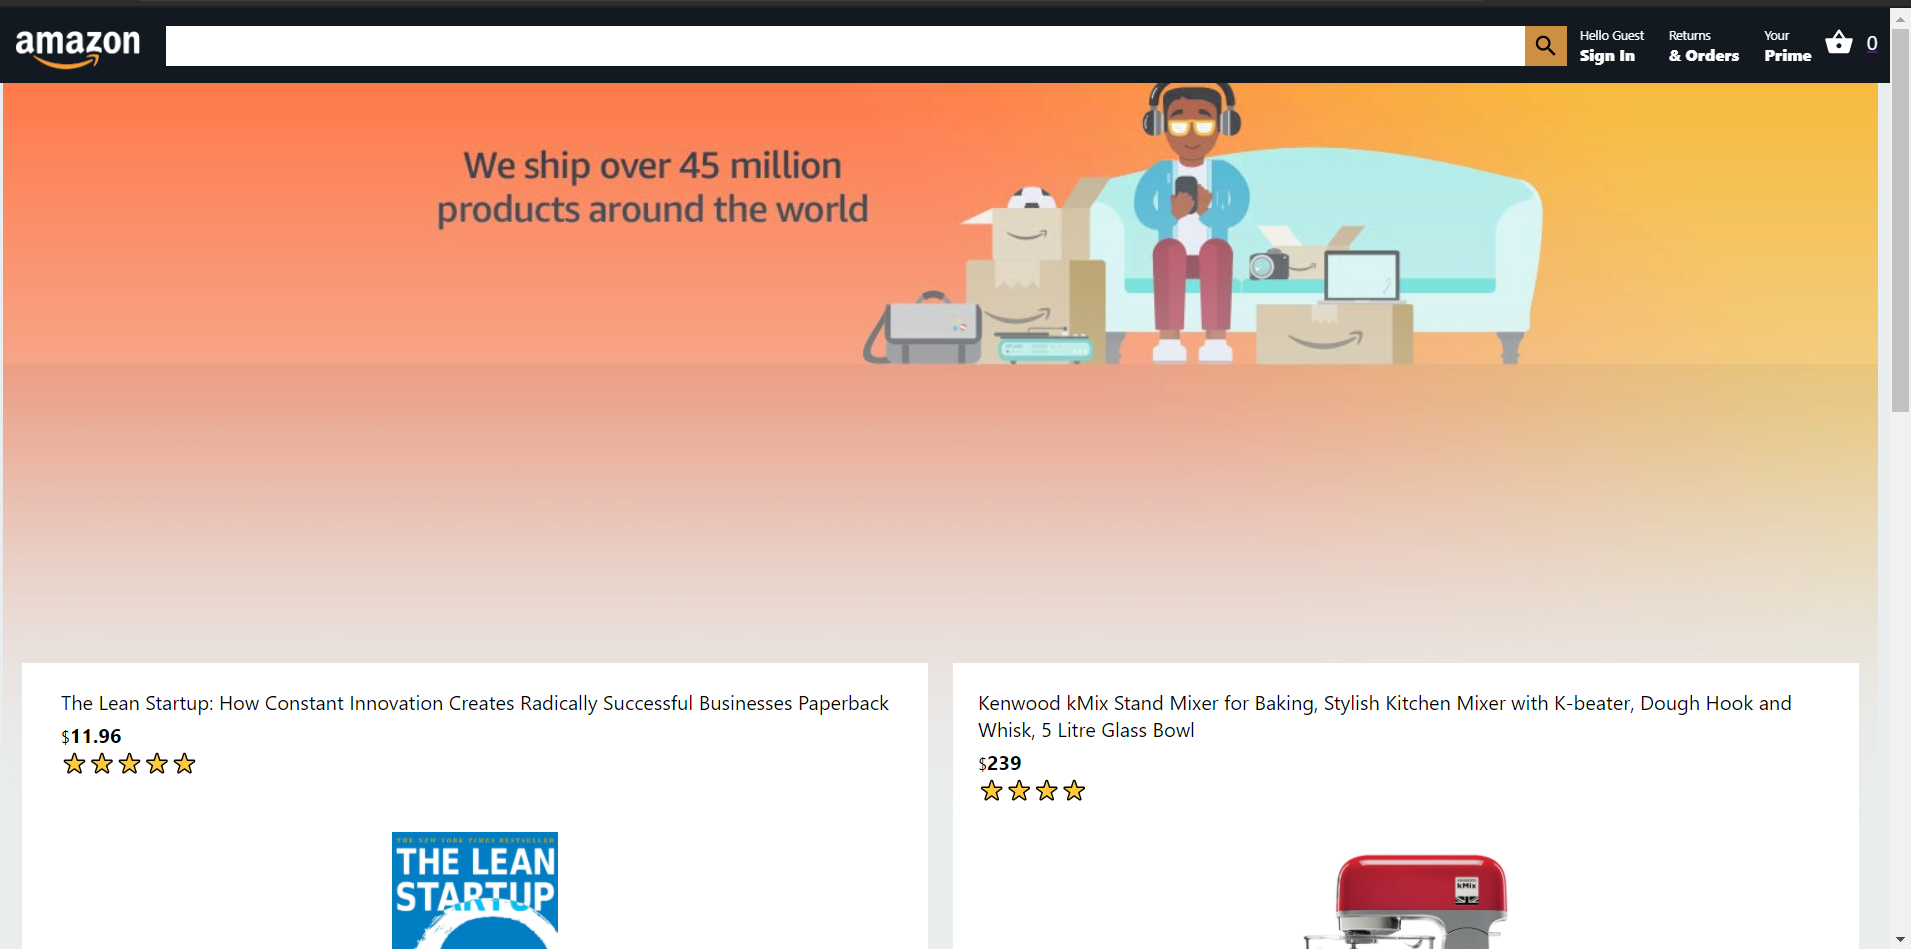 amazon
Hello Guest
Sign In
Returns
& Orders
Your
Prime
0
We ship over 45 million
products around the world
The Lean Startup: How Constant Innovation Creates Radically Successful Businesses Paperback
$11.96
Kenwood kMix Stand Mixer for Baking, Stylish Kitchen Mixer with K-beater, Dough Hook and
Whisk, 5 Litre Glass Bowl
$239
THE NEW YORK TIMES BESTSELLER
THE LEAN
STARTUP
kMix